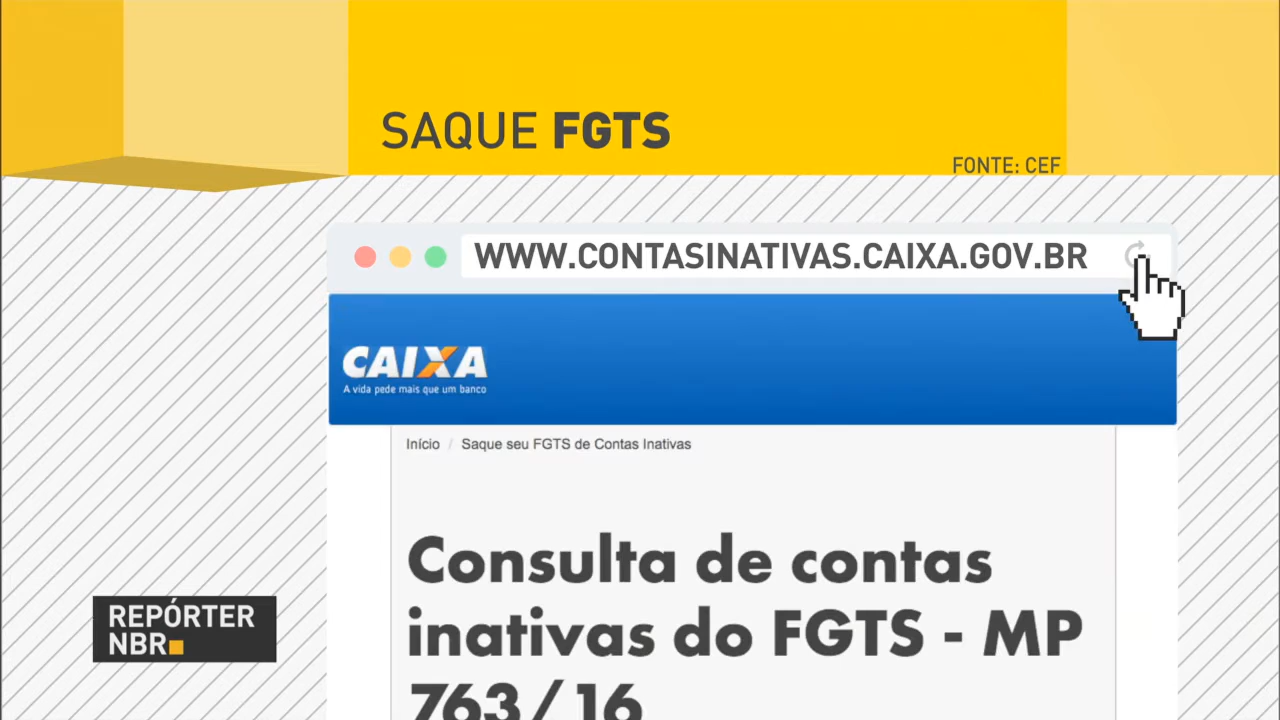 SAQUE FGTS
FONTE: CEF
WWW.CONTASINATIVAS.CAIXA.GOV.BR
CAIXA
A vida pede mais que um banco
Início / Saque seu FGTS de Contas Inativas
Consulta de contas
inativas do FGTS - MP
763/16
REPÓRTER
NBR